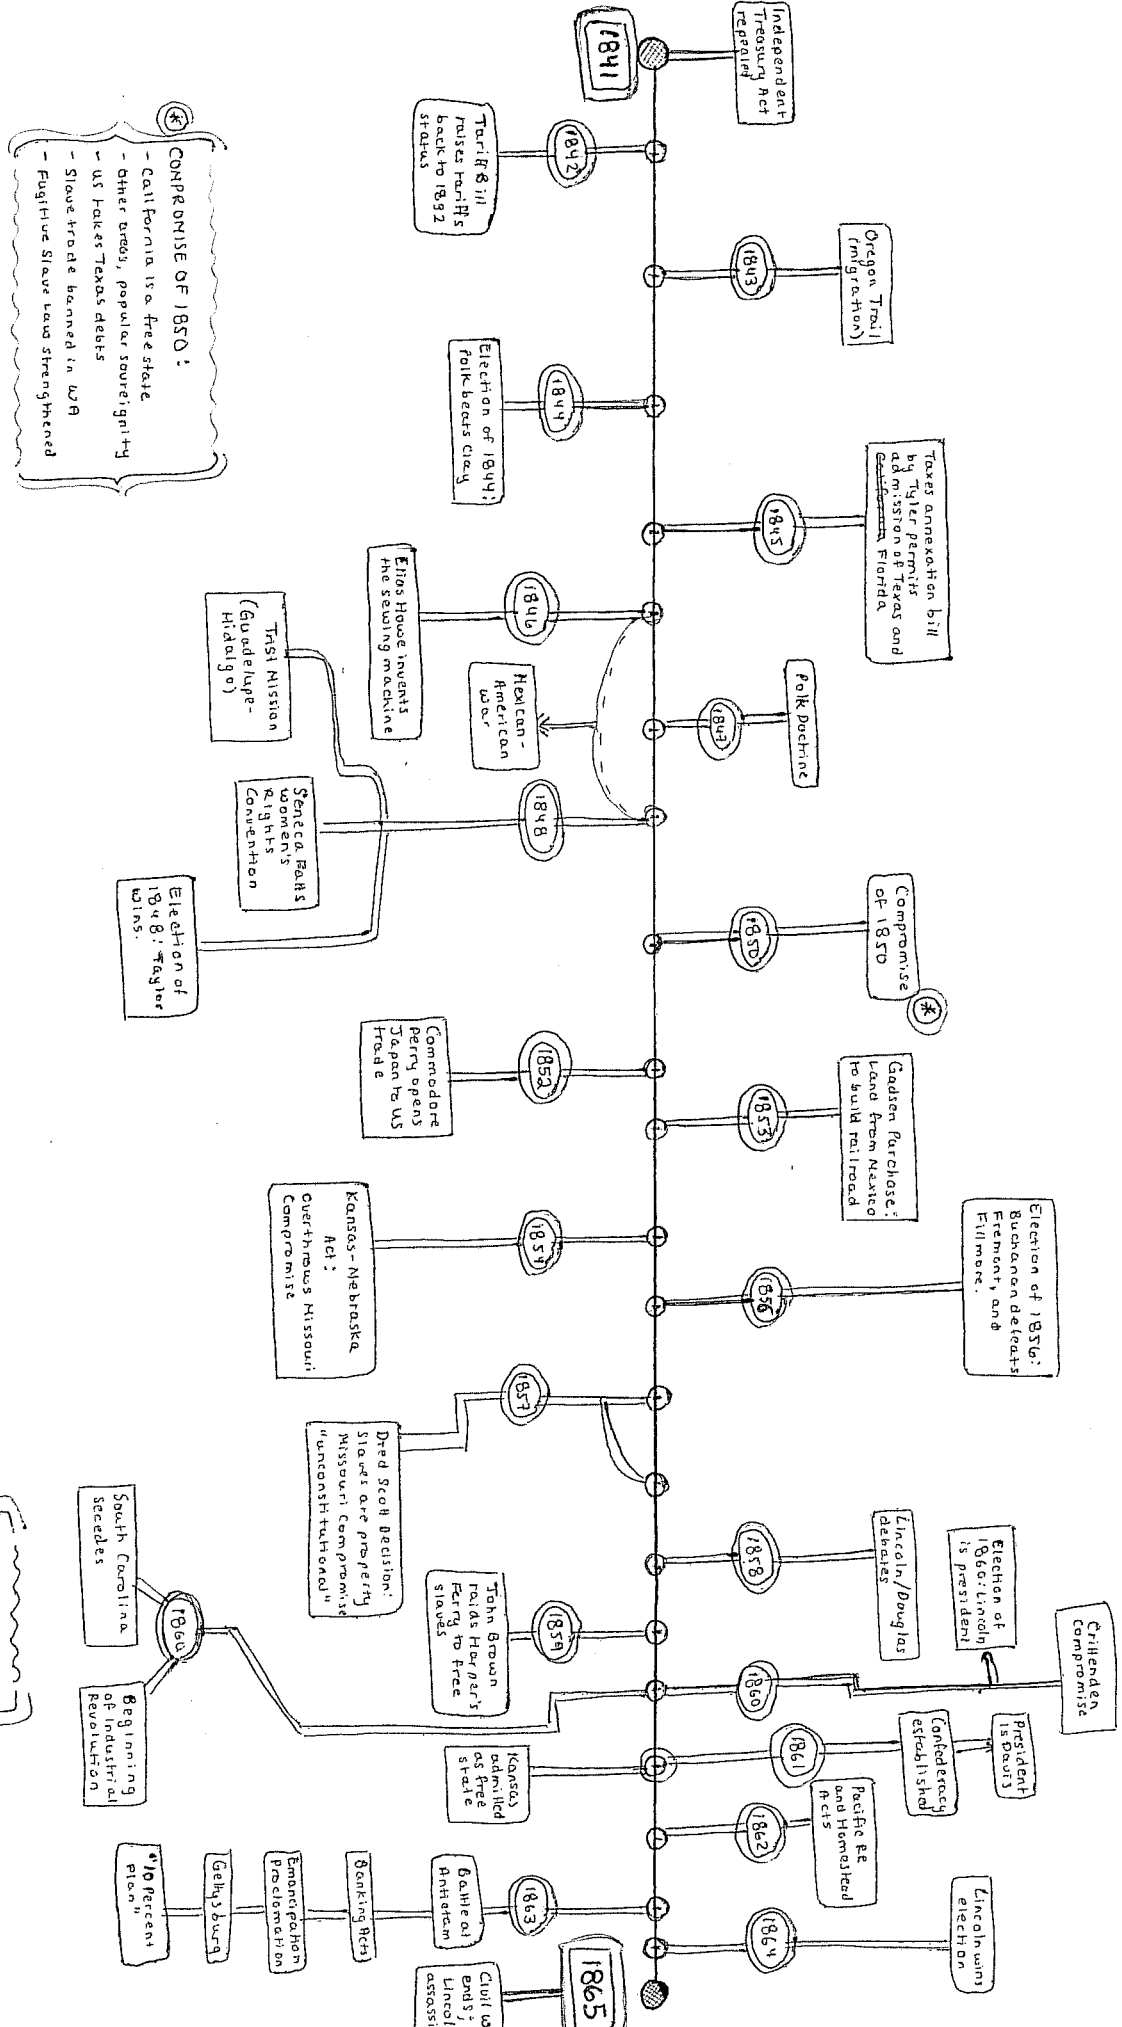 Independent
Treasury Act
repealed
1841
1842
Tariff Bill
raises tariffs
back to 1892
status
Oregon Trail
(migration)
1843
1844
Election of 1844:
Polk beats Clay
Taxes annexation bill
by Tyler permits
admission of Texas and
California Florida
1845
1846
Elias Howe invents
the sewing machine
Mexican-
American
War
Polk Doctrine
1847
1848
Trist Mission
(Guadelupe-
Hidalgo)
Seneca Falls
Women's
Rights
Convention
Election of
1848: Taylor
wins.
Compromise
of 1850
*
1850
1852
Commodore
Perry opens
Japan to US
trade
Gadsen Purchase:
Land from Mexico
to build railroad
1853
1854
Kansas-Nebraska
Act:
overthrows Missouri
Compromise
Election of 1856:
Buchanan defeats
Fremont, and
Fillmore.
1856
1857
Dred Scott Decision:
Slaves are property
Missouri Compromise
"unconstitutional"
Lincoln/Douglas
debates
1858
1859
John Brown
raids Harper's
Ferry to free
slaves
Crittenden
Compromise
Election of
1860: Lincoln
is president
1860
1860
South Carolina
secedes
Beginning
of Industrial
Revolution
President
is Davis
Confederacy
established
1861
Kansas
admitted
as free
state
Pacific RR
and Homestead
Acts
1862
1863
Battle at
Antietam
Banking Acts
Emancipation
Proclamation
Gettysburg
"10 Percent
Plan"
Lincoln wins
election
1864
1865
Civil w
ends;
Lincol
assassi
* COMPROMISE OF 1850:
- California is a free state
- Other areas, popular sovreignity
- US takes Texas debts
- Slave trade banned in WA
- Fugitive Slave Law strengthened